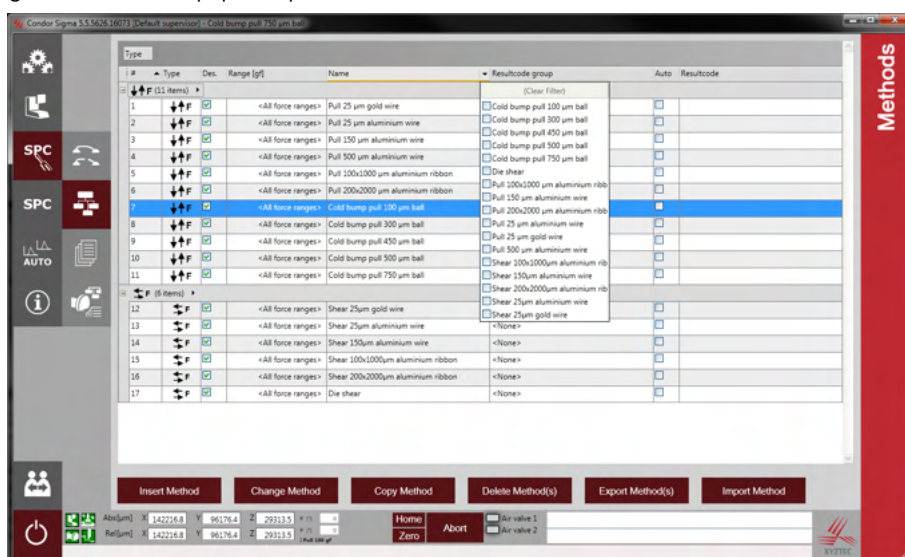 Condor Sigma 5.5.5626.16073 [Default supervisor] - Cold bump pull 750 µm ball
Methods
Type
# Type Des. Range [gf] Name Resultcode group Auto Resultcode
F (11 items)
1 F <All force ranges> Pull 25 µm gold wire
2 F <All force ranges> Pull 25 µm aluminium wire
3 F <All force ranges> Pull 150 µm aluminium wire
4 F <All force ranges> Pull 500 µm aluminium wire
5 F <All force ranges> Pull 100x1000 µm aluminium ribbon
6 F <All force ranges> Pull 200x2000 µm aluminium ribbon
7 F <All force ranges> Cold bump pull 100 µm ball
8 F <All force ranges> Cold bump pull 300 µm ball
9 F <All force ranges> Cold bump pull 450 µm ball
10 F <All force ranges> Cold bump pull 500 µm ball
11 F <All force ranges> Cold bump pull 750 µm ball
(Clear Filter)
Cold bump pull 100 µm ball
Cold bump pull 300 µm ball
Cold bump pull 450 µm ball
Cold bump pull 500 µm ball
Cold bump pull 750 µm ball
Die shear
Pull 100x1000 µm aluminium ribb
Pull 150 µm aluminium wire
Pull 200x2000 µm aluminium ribb
Pull 25 µm aluminium wire
Pull 25 µm gold wire
Pull 500 µm aluminium wire
Shear 100x1000µm aluminium rib
Shear 150µm aluminium wire
Shear 200x2000µm aluminium rib
Shear 25µm aluminium wire
Shear 25µm gold wire
F (6 items)
12 F <All force ranges> Shear 25µm gold wire
13 F <All force ranges> Shear 25µm aluminium wire <None>
14 F <All force ranges> Shear 150µm aluminium wire <None>
15 F <All force ranges> Shear 100x1000µm aluminium ribbon <None>
16 F <All force ranges> Shear 200x2000µm aluminium ribbon <None>
17 F <All force ranges> Die shear <None>
SPC
SPC
AUTO
Insert Method Change Method Copy Method Delete Method(s) Export Method(s) Import Method
Abs[µm] X 142216.8 Y 96176.4 Z 29313.5 Home Abort Air valve 1
Rel[µm] X 142216.8 Y 96176.4 Z 29313.5 Zero Air valve 2
XYZTEC